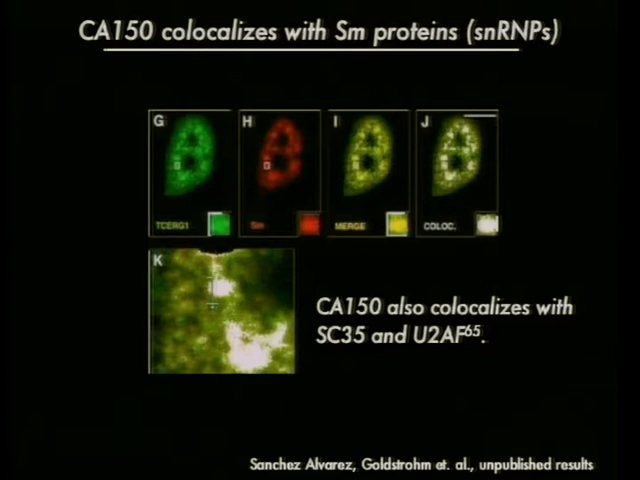 CA150 colocalizes with Sm proteins (snRNPs)
G H I J
TCERG1 Sm MERGE COLOC.
K
CA150 also colocalizes with
SC35 and U2AF65.
Sanchez Alvarez, Goldstrohm et. al., unpublished results